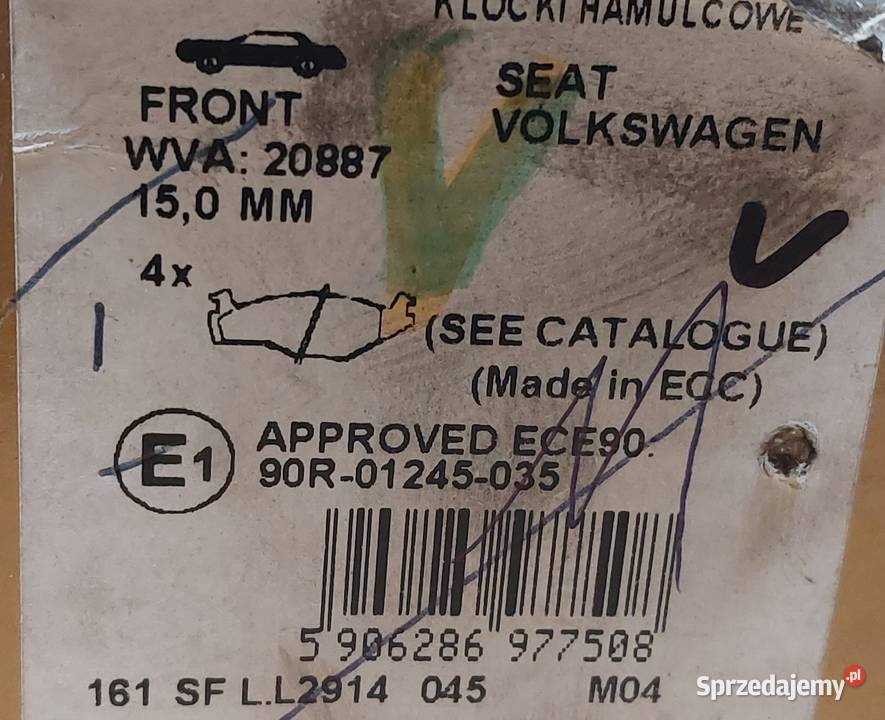 KLOCKI HAMULCOWE
FRONT
WVA: 20887
15,0 MM
SEAT
VOLKSWAGEN
4x
(SEE CATALOGUE)
(Made in ECC)
E1
APPROVED ECE90.
90R-01245-035
5 906286 977508
161 SF L.L2914 045 M04
Sprzedajemy.pl